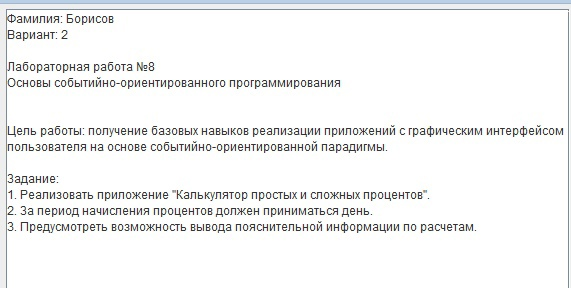 Фамилия: Борисов
Вариант: 2
Лабораторная работа №8
Основы событийно-ориентированного программирования
Цель работы: получение базовых навыков реализации приложений с графическим интерфейсом
пользователя на основе событийно-ориентированной парадигмы.
Задание:
1. Реализовать приложение "Калькулятор простых и сложных процентов".
2. За период начисления процентов должен приниматься день.
3. Предусмотреть возможность вывода пояснительной информации по расчетам.